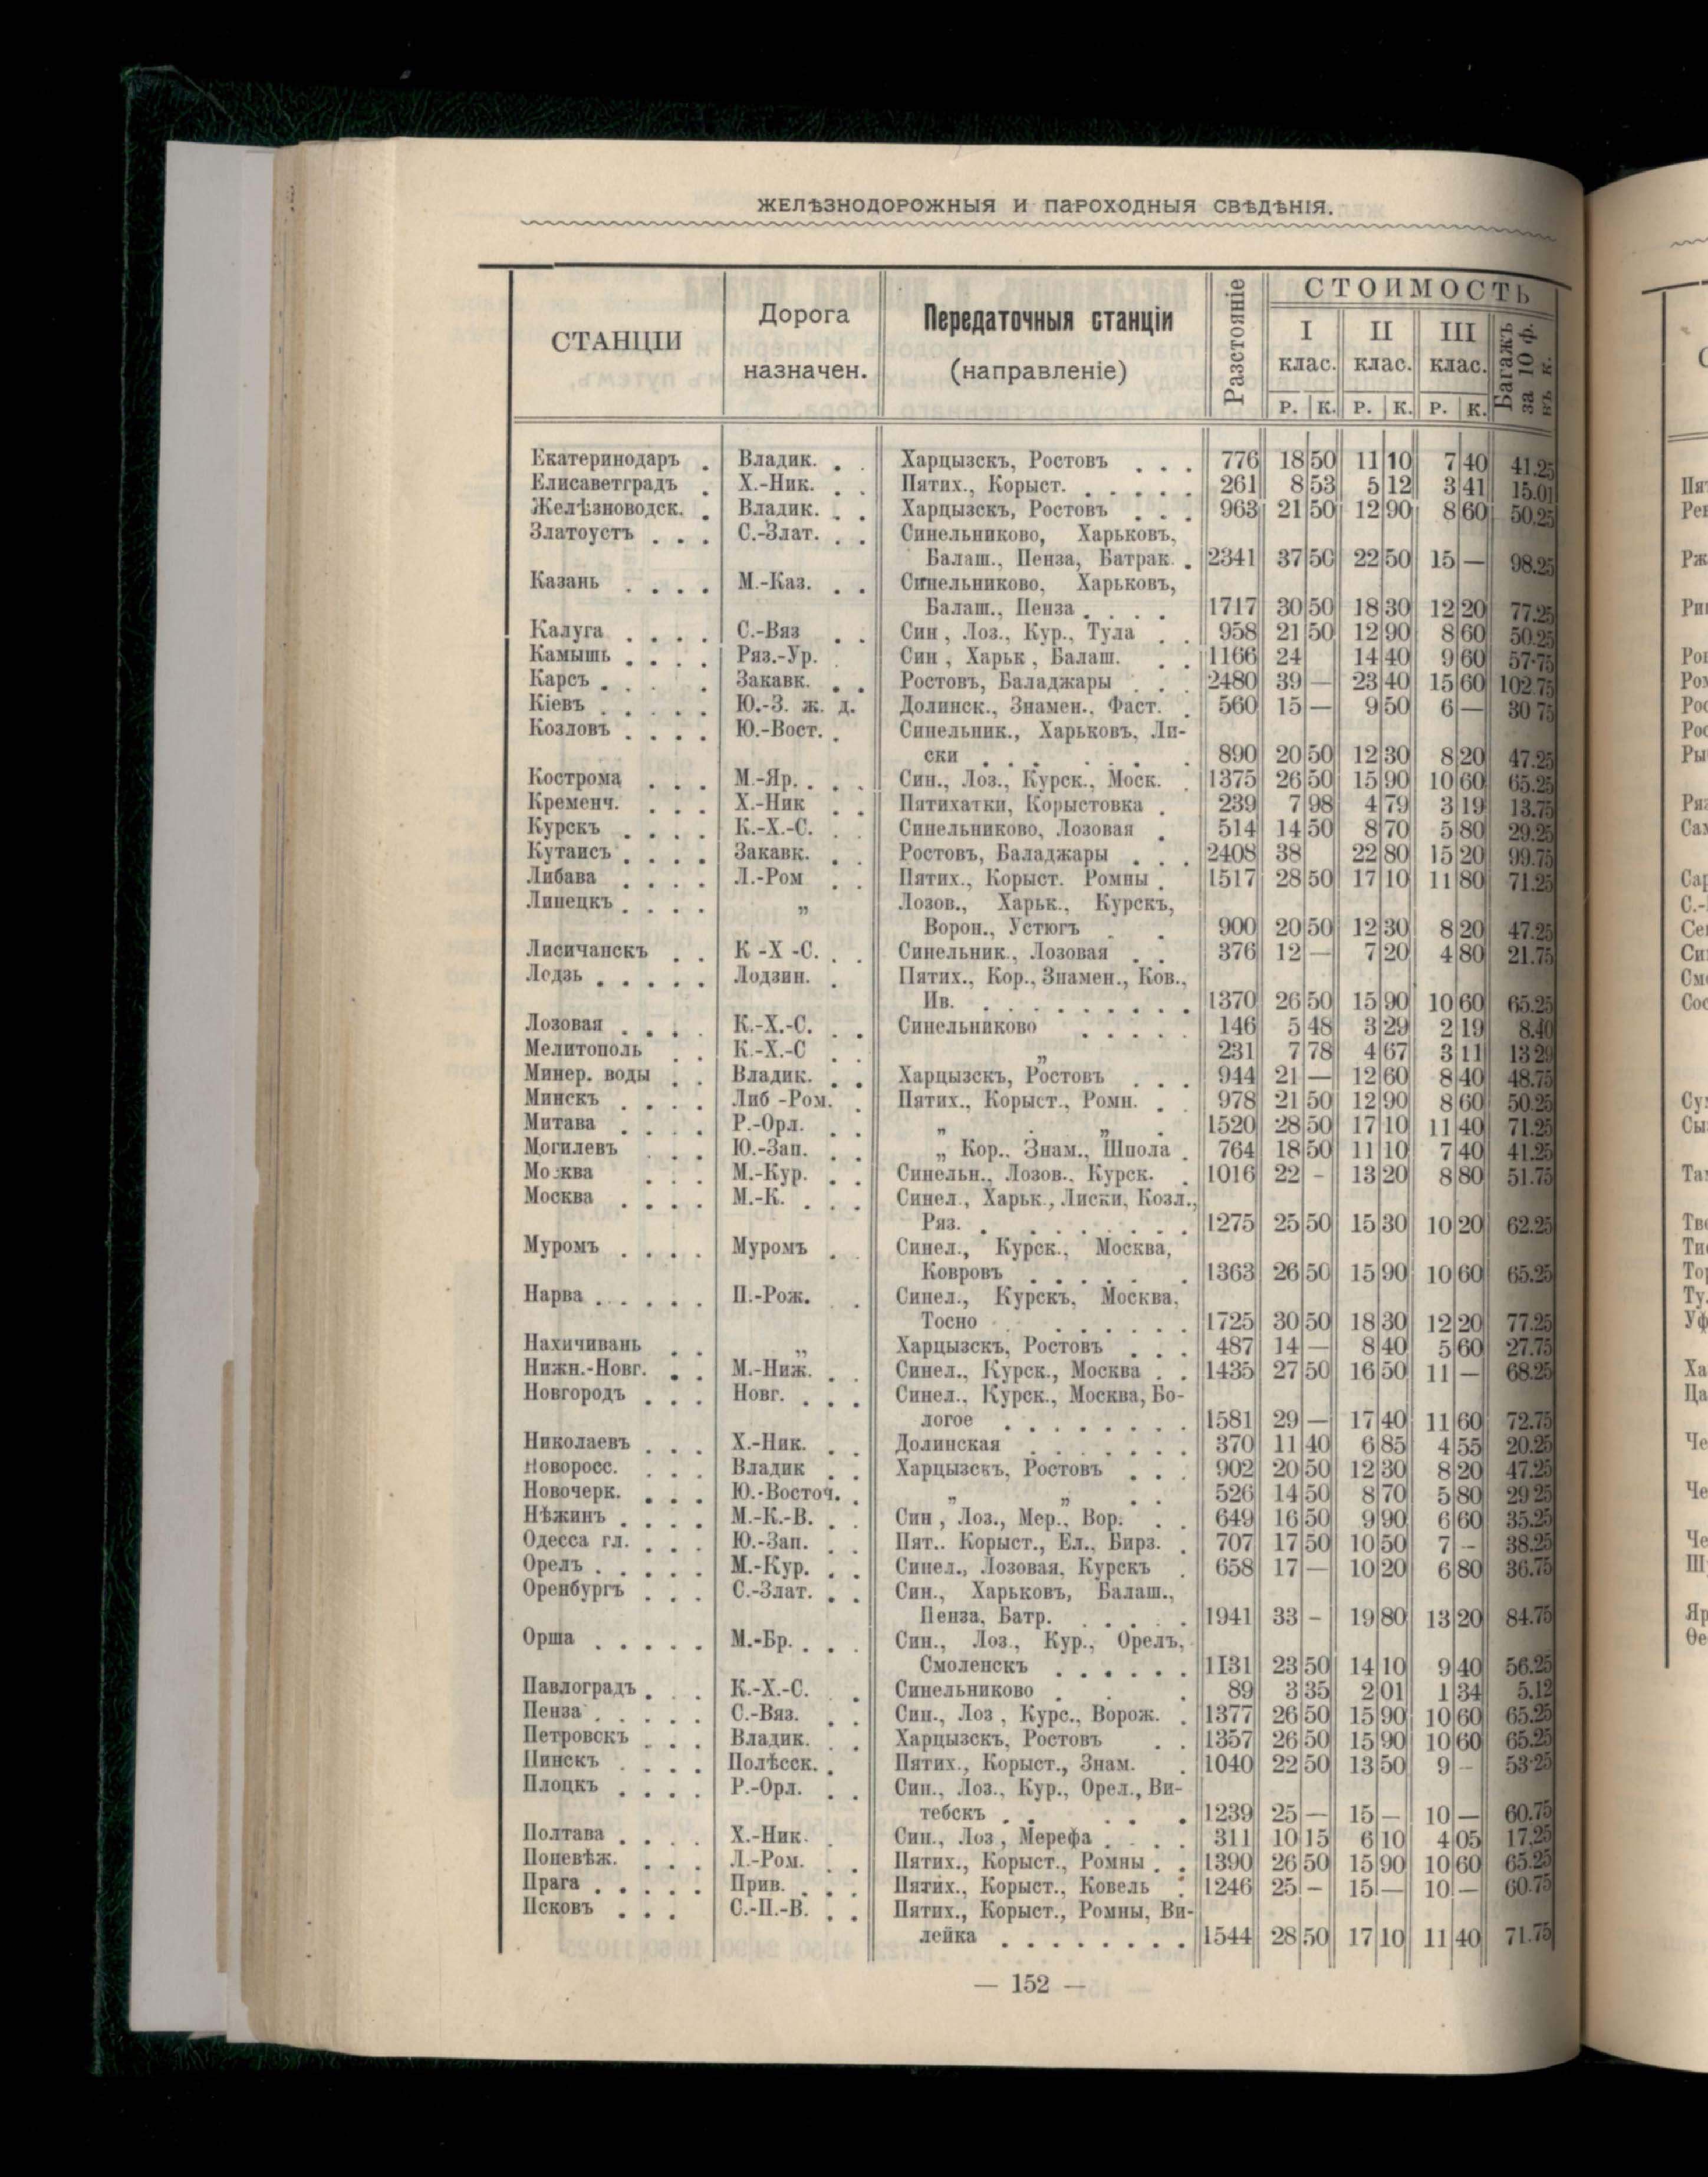 ЖЕЛѢЗНОДОРОЖНЫЯ И ПАРОХОДНЫЯ СВѢДѢНІЯ.
СТАНЦІИ Дорога назначен. Передаточныя станціи (направленіе) Разстояніе СТОИМОСТЬ
I клас. II клас. III клас. Багажъ за 10 ф. въ к.
Р. К. Р. К. Р. К.
Екатеринодаръ . Владик. . . Харцызскъ, Ростовъ . . . 776 18 50 11 10 7 40 41.25
Елисаветградъ . Х.-Ник. . . Пятих., Корыст. . . . . . 261 8 53 5 12 3 41 15.01
Желѣзноводск. . Владик. . . Харцызскъ, Ростовъ . . . 963 21 50 12 90 8 60 50.25
Златоустъ . . . С.-Злат. . . Синельниково, Харьковъ,
Балаш., Пенза, Батрак. . 2341 37 50 22 50 15 — 98.25
Казань . . . . М.-Каз. . . Синельниково, Харьковъ,
Балаш., Пенза . . . . 1717 30 50 18 30 12 20 77.25
Калуга . . . . С.-Вяз . . Син , Лоз., Кур., Тула . . 958 21 50 12 90 8 60 50.25
Камышь . . . . Ряз.-Ур. . Син , Харьк , Балаш. . . 1166 24 14 40 9 60 57.75
Карсъ . . . . Закавк. . . Ростовъ, Баладжары . . . 2480 39 — 23 40 15 60 102.75
Кіевъ . . . . . Ю.-З. ж. д. Долинск., Знамен., Фаст. . 560 15 — 9 50 6 — 30 75
Козловъ . . . . Ю.-Вост. . Синельник., Харьковъ, Ли-
ски . . . . . . 890 20 50 12 30 8 20 47.25
Кострома . . . М.-Яр. . . . Син., Лоз., Курск., Моск. . 1375 26 50 15 90 10 60 65.25
Кременч. . . . Х.-Ник . . Пятихатки, Корыстовка . 239 7 98 4 79 3 19 13.75
Курскъ . . . . К.-Х.-С. . . Синельниково, Лозовая . 514 14 50 8 70 5 80 29.25
Кутаисъ . . . . Закавк. . . Ростовъ, Баладжары . . . 2408 38 22 80 15 20 99.75
Либава . . . . Л.-Ром . . Пятих., Корыст. Ромны . 1517 28 50 17 10 11 80 71.25
Липецкъ . . . . „ Лозов., Харьк., Курскъ,
Ворон., Устюгъ . . 900 20 50 12 30 8 20 47.25
Лисичанскъ . . К -Х -С. . . Синельник., Лозовая . . 376 12 — 7 20 4 80 21.75
Лодзь . . . . . Лодзин. . Пятих., Кор., Знамен., Ков.,
Ив. . . . . . . . . . 1370 26 50 15 90 10 60 65.25
Лозовая . . . . К.-Х.-С. . . Синельниково . . . . 146 5 48 3 29 2 19 8.40
Мелитополь . . К.-Х.-С . . „ 231 7 78 4 67 3 11 13 29
Минер. воды . . Владик. . . Харцызскъ, Ростовъ . . . 944 21 — 12 60 8 40 48.75
Минскъ . . . . Либ -Ром. . Пятих., Корыст., Ромн. . . 978 21 50 12 90 8 60 50.25
Митава . . . . Р.-Орл. . . „ . „ . 1520 28 50 17 10 11 40 71.25
Могилевъ . . . Ю.-Зап. . . „ Кор., Знам., Шпола . 764 18 50 11 10 7 40 41.25
Москва . . . М.-Кур. . . Синельн., Лозов., Курск. . 1016 22 - 13 20 8 80 51.75
Москва . . . . М.-К. . . . Синел., Харьк., Лиски, Козл.,
Ряз. . . . . . . . 1275 25 50 15 30 10 20 62.25
Муромъ . . . . Муромъ . Синел., Курск., Москва,
Ковровъ . . . . . . 1363 26 50 15 90 10 60 65.25
Нарва . . . . . П.-Рож. . Синел., Курскъ, Москва,
Тосно . . . . . . . 1725 30 50 18 30 12 20 77.25
Нахичивань . . „ Харцызскъ, Ростовъ . . . 487 14 — 8 40 5 60 27.75
Нижн.-Новг. . . М.-Ниж. . . Синел., Курск., Москва . . 1435 27 50 16 50 11 — 68.25
Новгородъ . . . Новг. . . . Синел., Курск., Москва, Бо-
логое . . . . . . . 1581 29 — 17 40 11 60 72.75
Николаевъ . . . Х.-Ник. . . Долинская . . . . . . . 370 11 40 6 85 4 55 20.25
Новоросс. . . . Владик . . Харцызскъ, Ростовъ . . . 902 20 50 12 30 8 20 47.25
Новочерк. . . . Ю.-Восточ. . „ „ . . 526 14 50 8 70 5 80 29 25
Нѣжинъ . . . . М.-К.-В. . . Син , Лоз., Мер., Вор. . . 649 16 50 9 90 6 60 35.25
Одесса гл. . . . Ю.-Зап. . . Пят.. Корыст., Ел., Бирз. . 707 17 50 10 50 7 - 38.25
Орелъ . . . . . М.-Кур. . . Синел., Лозовая, Курскъ . 658 17 — 10 20 6 80 36.75
Оренбургъ . . . С.-Злат. . . Син., Харьковъ, Балаш.,
Пенза, Батр. . . . . . 1941 33 - 19 80 13 20 84.75
Орша . . . . . М.-Бр. . . . Син., Лоз., Кур., Орелъ,
Смоленскъ . . . . . . 1131 23 50 14 10 9 40 56.25
Павлоградъ . . . К.-Х.-С. . Синельниково . . . 89 3 35 2 01 1 34 5.12
Пенза . . . . . С.-Вяз. . . Син., Лоз , Курс., Ворож. . 1377 26 50 15 90 10 60 65.25
Петровскъ . . . Владик. . . Харцызскъ, Ростовъ . . 1357 26 50 15 90 10 60 65.25
Пинскъ . . . . Полѣсск. . Пятих., Корыст., Знам. . 1040 22 50 13 50 9 - 53 25
Плоцкъ . . . . Р.-Орл. . . Син., Лоз., Кур., Орел., Ви-
тебскъ . . . . . 1239 25 — 15 — 10 — 60.75
Полтава . . . . Х.-Ник. . Син., Лоз , Мерефа . . . . 311 10 15 6 10 4 05 17.25
Поневѣж. . . . Л.-Ром. . . Пятих., Корыст., Ромны . . 1390 26 50 15 90 10 60 65.25
Прага . . . . . Прив. . . . Пятих., Корыст., Ковель . 1246 25 - 15 — 10 — 60.75
Псковъ . . . С.-П.-В. . . Пятих., Корыст., Ромны, Ви-
лейка . . . . . . . . 1544 28 50 17 10 11 40 71.75
— 152 —